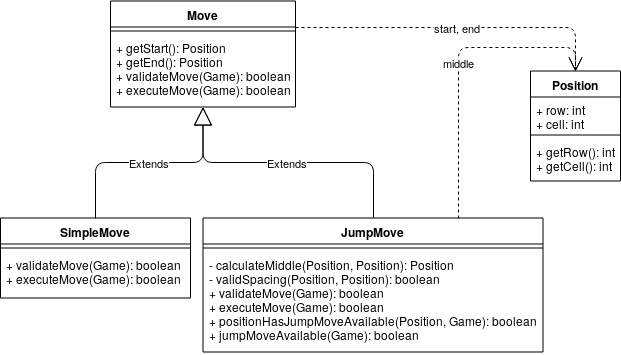 Move
+ getStart(): Position
+ getEnd(): Position
+ validateMove(Game): boolean
+ executeMove(Game): boolean
start, end
middle
Position
+ row: int
+ cell: int
+ getRow(): int
+ getCell(): int
Extends
Extends
SimpleMove
+ validateMove(Game): boolean
+ executeMove(Game): boolean
JumpMove
- calculateMiddle(Position, Position): Position
- validSpacing(Position, Position): boolean
+ validateMove(Game): boolean
+ executeMove(Game): boolean
+ positionHasJumpMoveAvailable(Position, Game): boolean
+ jumpMoveAvailable(Game): boolean